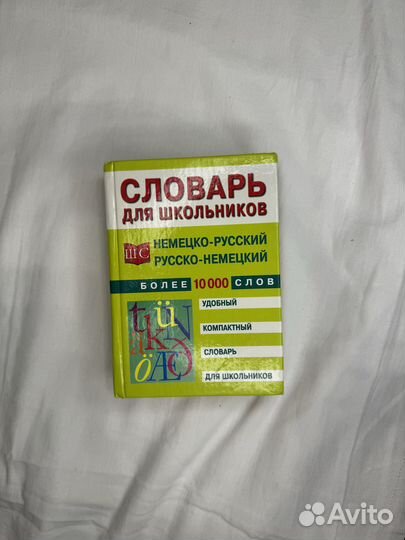 СЛОВАРЬ
ДЛЯ ШКОЛЬНИКОВ
ШС
НЕМЕЦКО-РУССКИЙ
РУССКО-НЕМЕЦКИЙ
БОЛЕЕ 10 000 СЛОВ
УДОБНЫЙ
КОМПАКТНЫЙ
СЛОВАРЬ
ДЛЯ ШКОЛЬНИКОВ
Avito